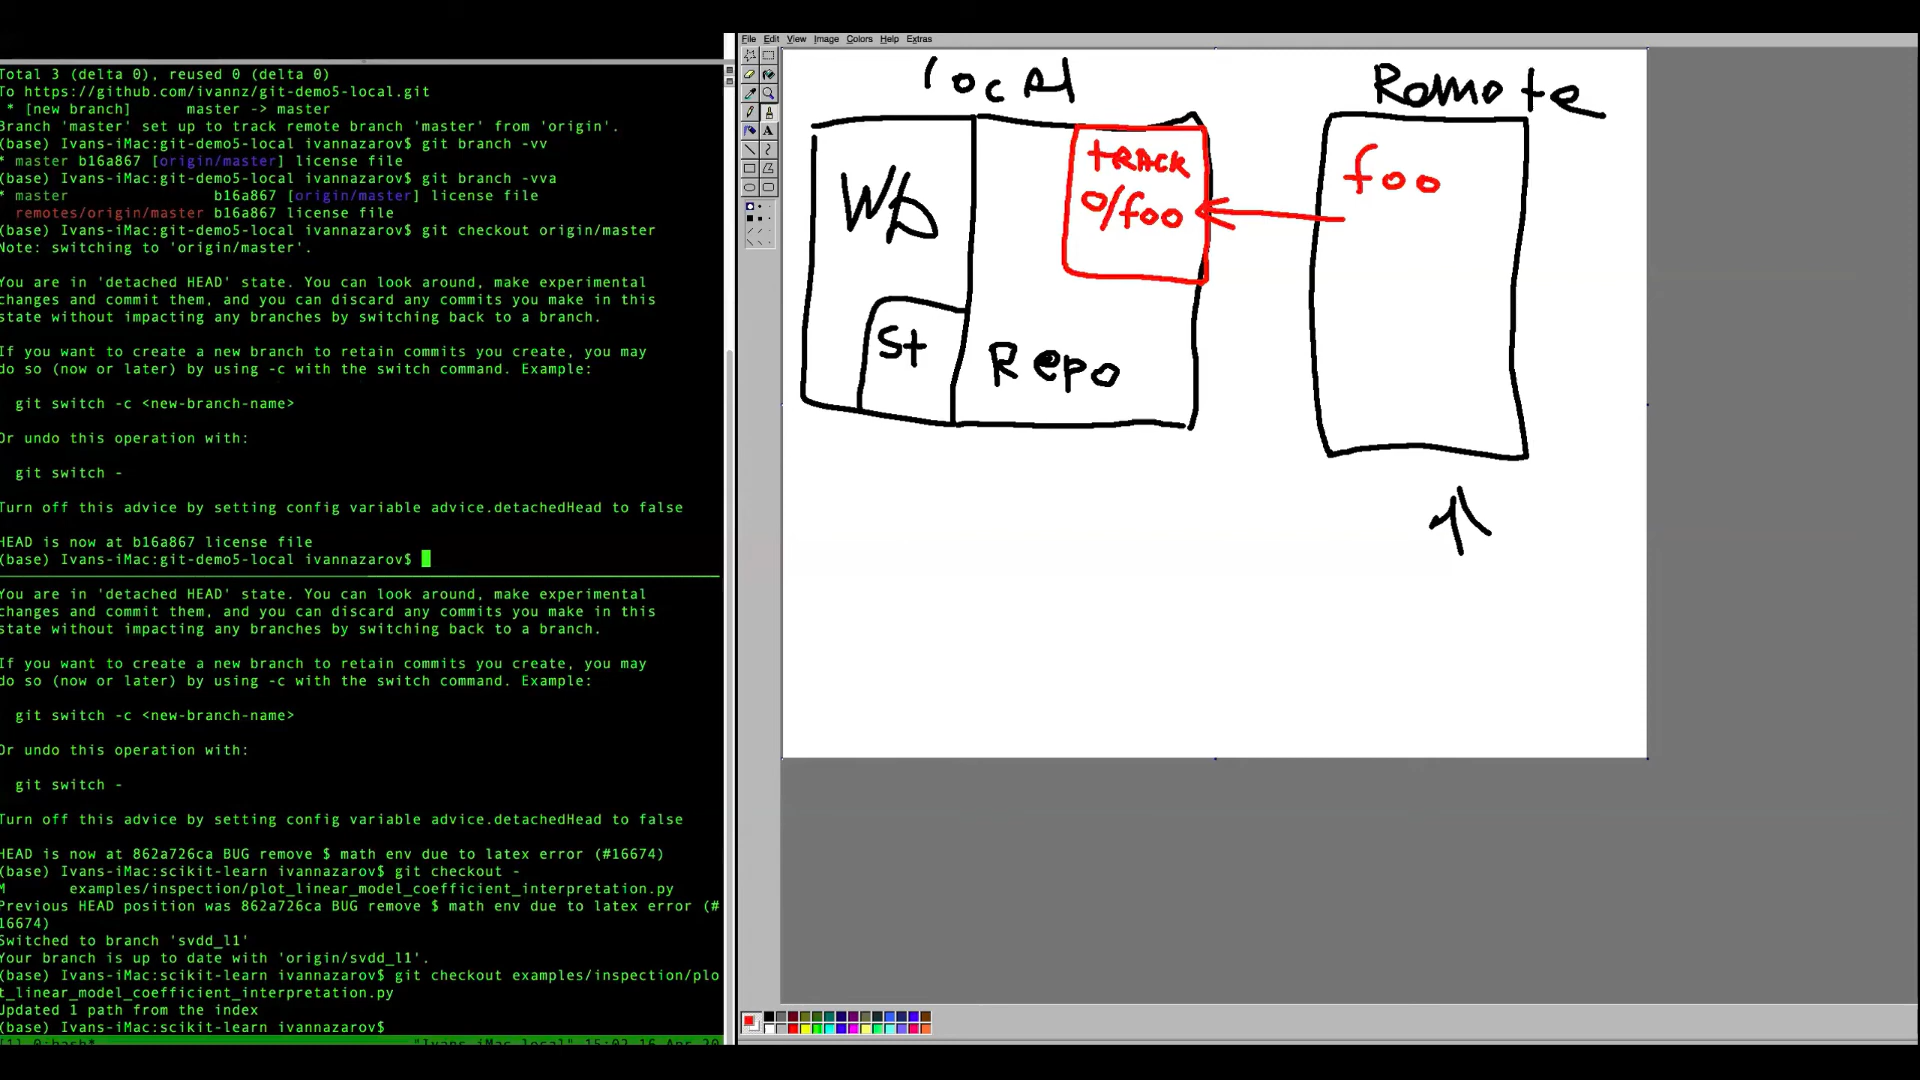 Total 3 (delta 0), reused 0 (delta 0)
To https://github.com/ivannz/git-demo5-local.git
 * [new branch]      master -> master
Branch 'master' set up to track remote branch 'master' from 'origin'.
(base) Ivans-iMac:git-demo5-local ivannazarov$ git branch -vv
* master b16a867 [origin/master] license file
(base) Ivans-iMac:git-demo5-local ivannazarov$ git branch -vva
* master                b16a867 [origin/master] license file
  remotes/origin/master b16a867 license file
(base) Ivans-iMac:git-demo5-local ivannazarov$ git checkout origin/master
Note: switching to 'origin/master'.
You are in 'detached HEAD' state. You can look around, make experimental
changes and commit them, and you can discard any commits you make in this
state without impacting any branches by switching back to a branch.
If you want to create a new branch to retain commits you create, you may
do so (now or later) by using -c with the switch command. Example:
  git switch -c <new-branch-name>
Or undo this operation with:
  git switch -
Turn off this advice by setting config variable advice.detachedHead to false
HEAD is now at b16a867 license file
(base) Ivans-iMac:git-demo5-local ivannazarov$
You are in 'detached HEAD' state. You can look around, make experimental
changes and commit them, and you can discard any commits you make in this
state without impacting any branches by switching back to a branch.
If you want to create a new branch to retain commits you create, you may
do so (now or later) by using -c with the switch command. Example:
  git switch -c <new-branch-name>
Or undo this operation with:
  git switch -
Turn off this advice by setting config variable advice.detachedHead to false
HEAD is now at 862a726ca BUG remove $ math env due to latex error (#16674)
(base) Ivans-iMac:scikit-learn ivannazarov$ git checkout -
M        examples/inspection/plot_linear_model_coefficient_interpretation.py
Previous HEAD position was 862a726ca BUG remove $ math env due to latex error (#
16674)
Switched to branch 'svdd_l1'
Your branch is up to date with 'origin/svdd_l1'.
(base) Ivans-iMac:scikit-learn ivannazarov$ git checkout examples/inspection/plo
t_linear_model_coefficient_interpretation.py
Updated 1 path from the index
(base) Ivans-iMac:scikit-learn ivannazarov$
File Edit View Image Colors Help Extras
local
Remote
WD
TRACK
o/foo
foo
St
Repo